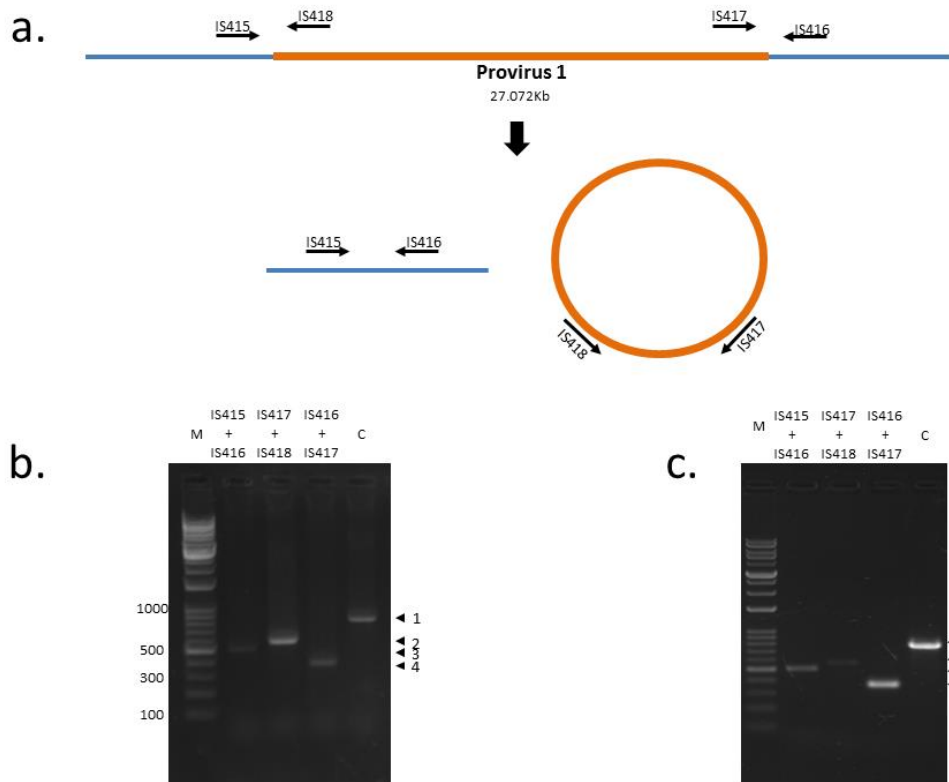 a.
IS415
IS418
IS417
IS416
Provirus 1
27.072Kb
IS415
IS416
IS418
IS417
b.
M
IS415 + IS416
IS417 + IS418
IS416 + IS417
C
1000
500
300
100
1
2
3
4
c.
M
IS415 + IS416
IS417 + IS418
IS416 + IS417
C